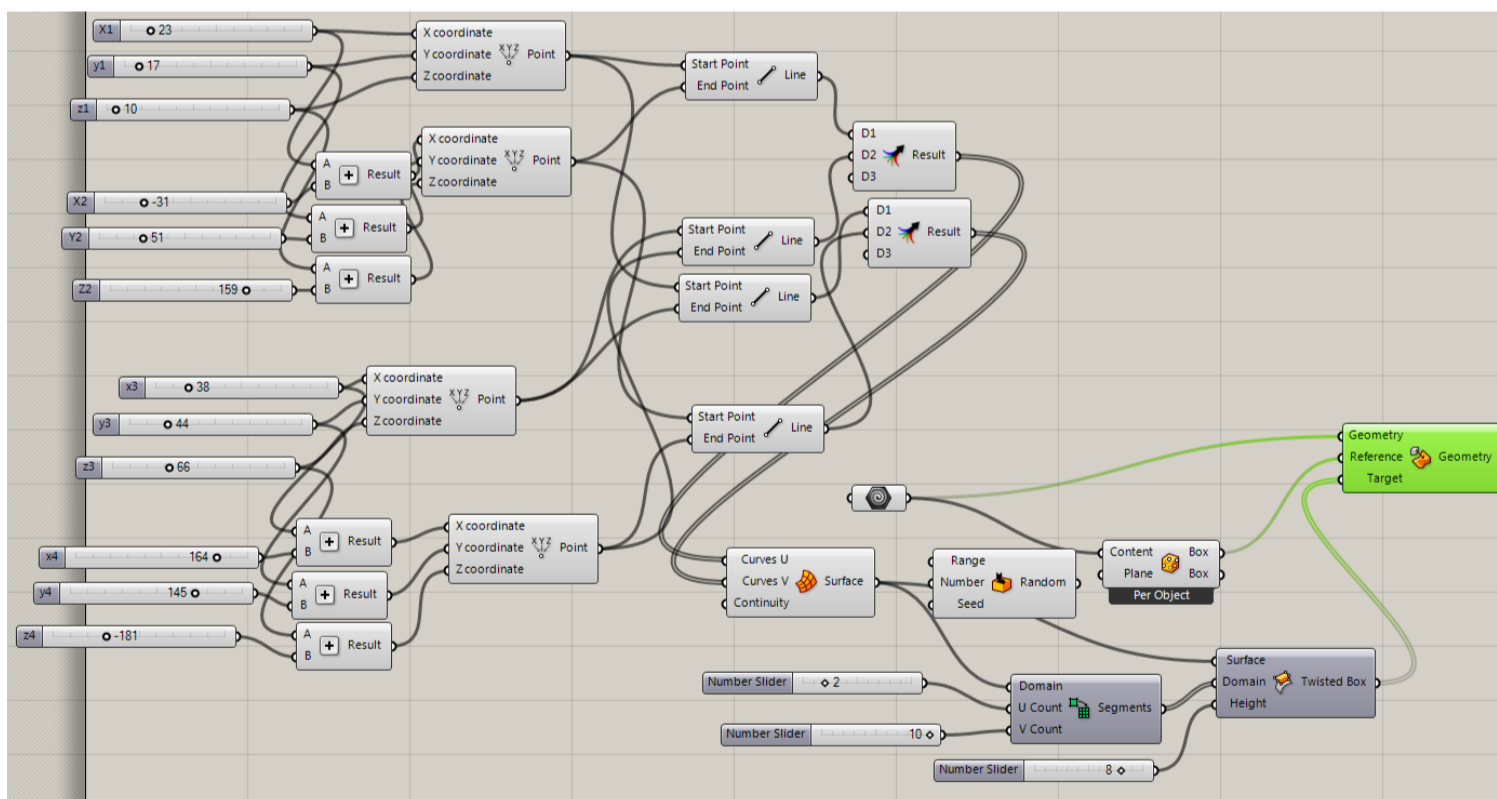 X1 23
y1 17
z1 10
X coordinate
Y coordinate XYZ Point
Z coordinate
X coordinate
Y coordinate XYZ Point
Z coordinate
A
B Result
A
B Result
A
B Result
X2 -31
Y2 51
Z2 159
Start Point
End Point Line
D1
D2 Result
D3
D1
D2 Result
D3
Start Point
End Point Line
Start Point
End Point Line
x3 38
y3 44
z3 66
X coordinate
Y coordinate XYZ Point
Z coordinate
Start Point
End Point Line
Geometry
Reference Geometry
Target
A
B Result
A
B Result
A
B Result
x4 164
y4 145
z4 -181
X coordinate
Y coordinate XYZ Point
Z coordinate
Curves U
Curves V Surface
Continuity
Range
Number Random
Seed
Content Box
Plane Box
Per Object
Number Slider 2
Number Slider 10
Number Slider 8
Domain
U Count Segments
V Count
Surface
Domain Twisted Box
Height